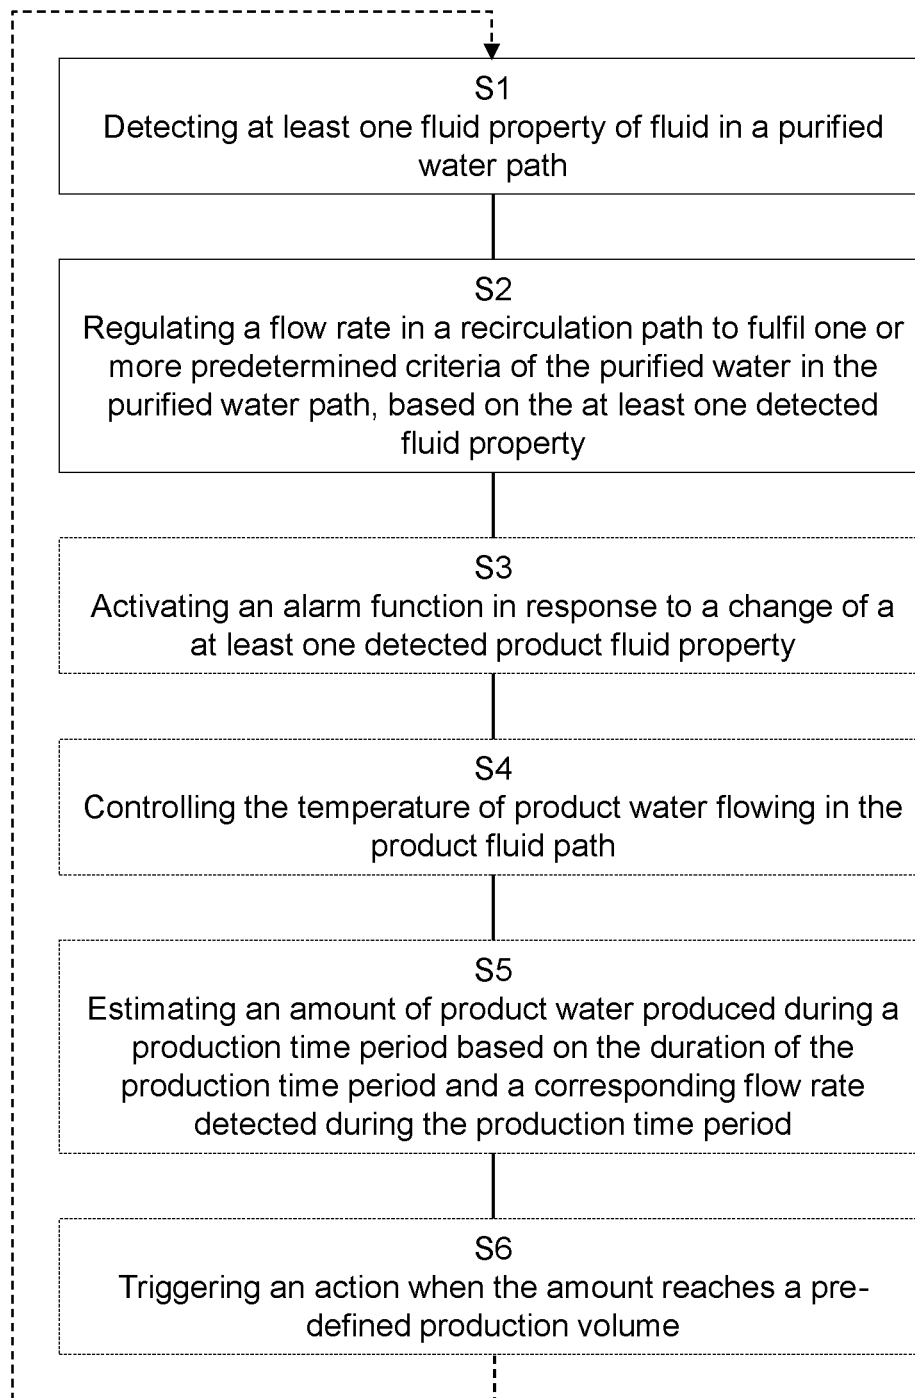 S1
Detecting at least one fluid property of fluid in a purified
water path
S2
Regulating a flow rate in a recirculation path to fulfil one or
more predetermined criteria of the purified water in the
purified water path, based on the at least one detected
fluid property
S3
Activating an alarm function in response to a change of a
at least one detected product fluid property
S4
Controlling the temperature of product water flowing in the
product fluid path
S5
Estimating an amount of product water produced during a
production time period based on the duration of the
production time period and a corresponding flow rate
detected during the production time period
S6
Triggering an action when the amount reaches a pre-
defined production volume